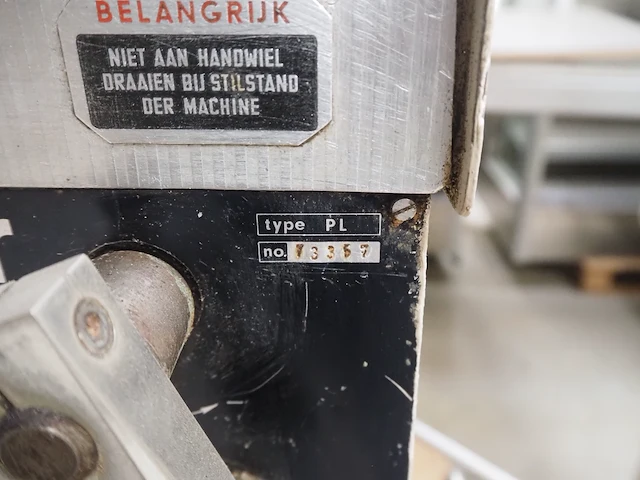 BELANGRIJK
NIET AAN HANDWIEL
DRAAIEN BIJ STILSTAND
DER MACHINE
type PL
no.